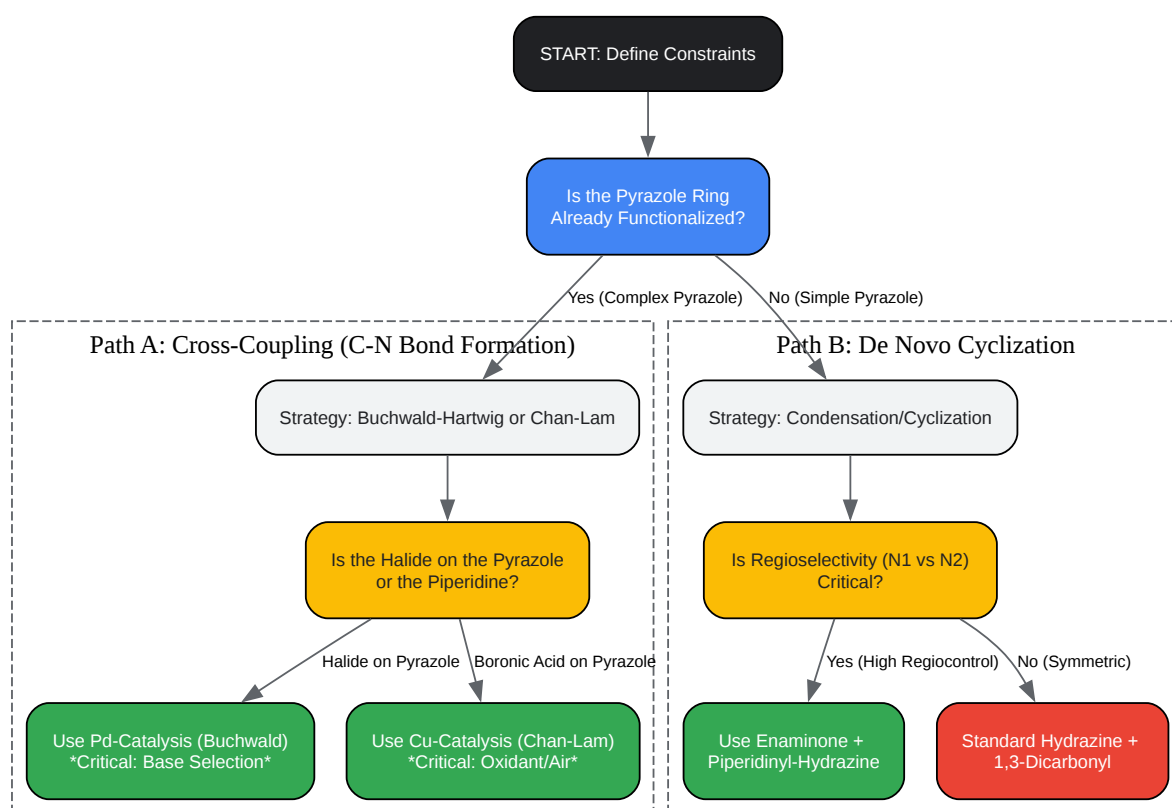 START: Define Constraints
Is the Pyrazole Ring
Already Functionalized?
Yes (Complex Pyrazole)
No (Simple Pyrazole)
Path A: Cross-Coupling (C-N Bond Formation)
Path B: De Novo Cyclization
Strategy: Buchwald-Hartwig or Chan-Lam
Strategy: Condensation/Cyclization
Is the Halide on the Pyrazole
or the Piperidine?
Is Regioselectivity (N1 vs N2)
Critical?
Halide on Pyrazole
Boronic Acid on Pyrazole
Yes (High Regiocontrol)
No (Symmetric)
Use Pd-Catalysis (Buchwald)
*Critical: Base Selection*
Use Cu-Catalysis (Chan-Lam)
*Critical: Oxidant/Air*
Use Enaminone +
Piperidinyl-Hydrazine
Standard Hydrazine +
1,3-Dicarbonyl